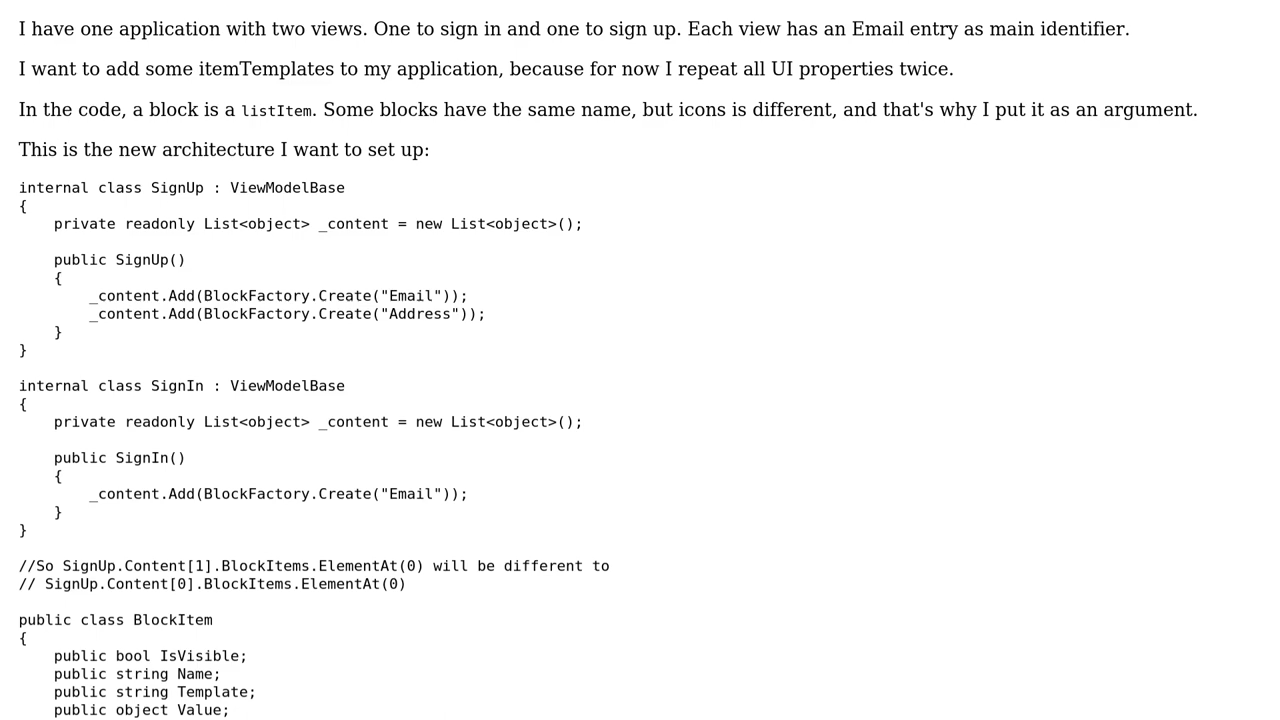 I have one application with two views. One to sign in and one to sign up. Each view has an Email entry as main identifier.
I want to add some itemTemplates to my application, because for now I repeat all UI properties twice.
In the code, a block is a listItem. Some blocks have the same name, but icons is different, and that's why I put it as an argument.
This is the new architecture I want to set up:
internal class SignUp : ViewModelBase
{
    private readonly List<object> _content = new List<object>();

    public SignUp()
    {
        _content.Add(BlockFactory.Create("Email"));
        _content.Add(BlockFactory.Create("Address"));
    }
}

internal class SignIn : ViewModelBase
{
    private readonly List<object> _content = new List<object>();

    public SignIn()
    {
        _content.Add(BlockFactory.Create("Email"));
    }
}

//So SignUp.Content[1].BlockItems.ElementAt(0) will be different to
// SignUp.Content[0].BlockItems.ElementAt(0)

public class BlockItem
{
    public bool IsVisible;
    public string Name;
    public string Template;
    public object Value;